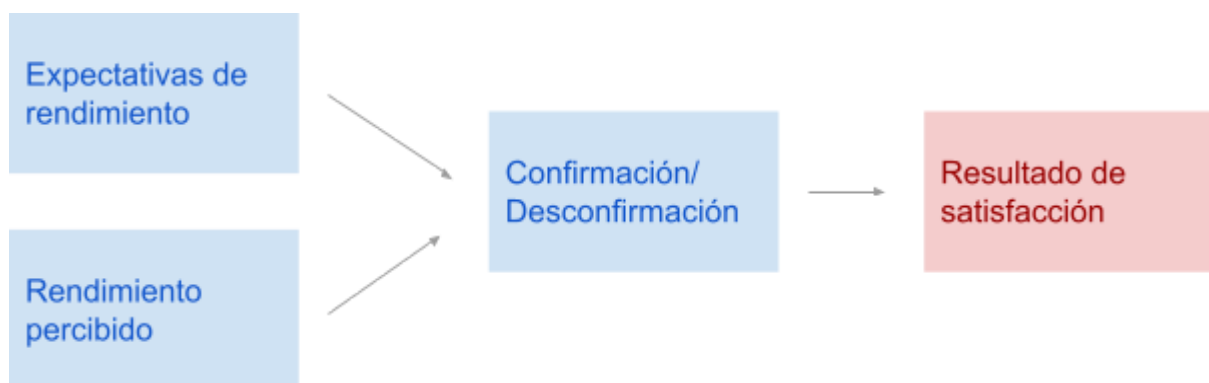 Expectativas de
rendimiento
Rendimiento
percibido
Confirmación/
Desconfirmación
Resultado de
satisfacción